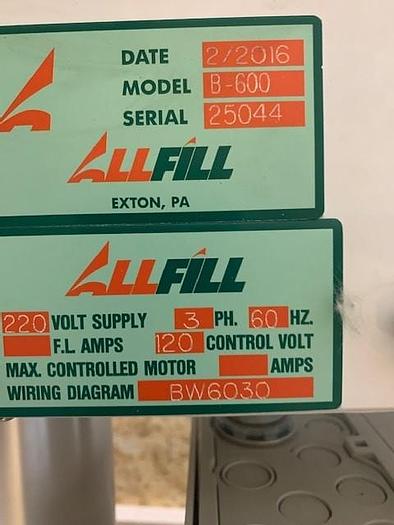 DATE 2/2016
MODEL B-600
SERIAL 25044
ALLFILL
EXTON, PA
ALLFILL
220 VOLT SUPPLY 3 PH. 60 HZ.
F.L. AMPS 120 CONTROL VOLT
MAX. CONTROLLED MOTOR AMPS
WIRING DIAGRAM BW6030